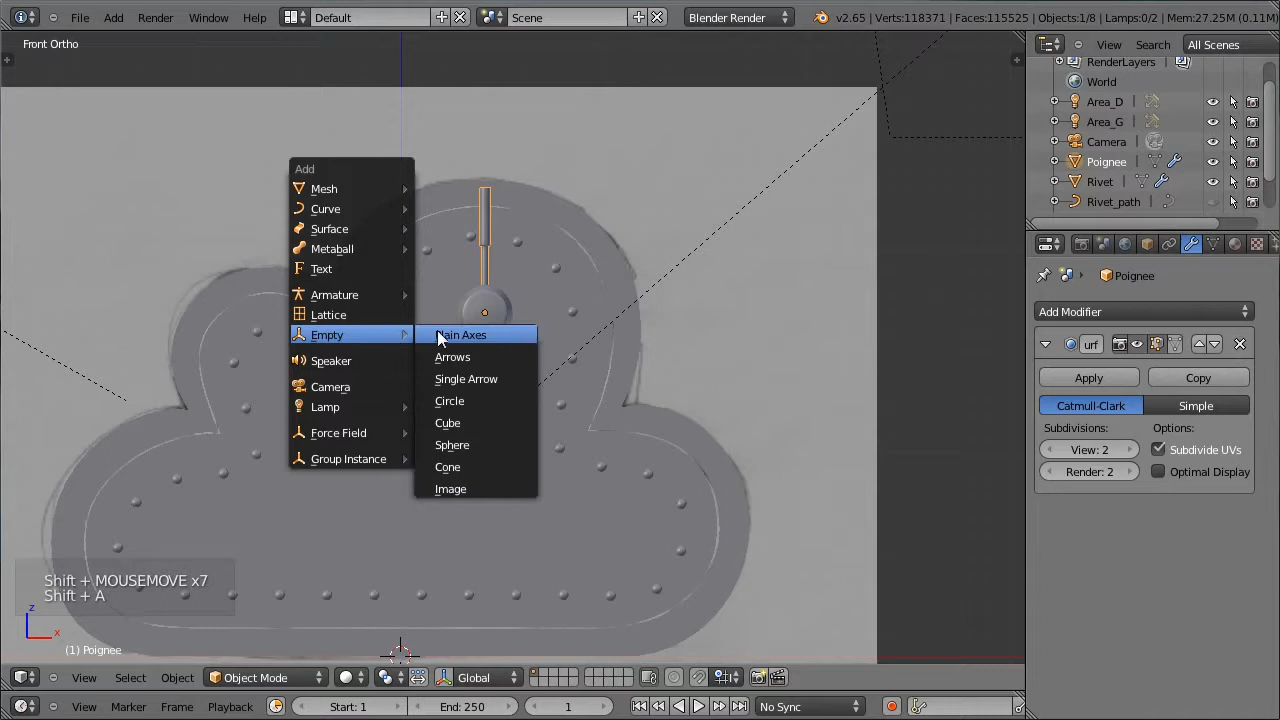 File Add Render Window Help Default Scene Blender Render v2.65 | Verts:118371 | Faces:115525 | Objects:1/8 | Lamps:0/2 | Mem:27.25M (0.11M)
Front Ortho
View Search All Scenes
RenderLayers
World
Area_D
Area_G
Camera
Poignee
Rivet
Rivet_path
Add
Mesh
Curve
Surface
Metaball
Text
Armature
Lattice
Empty
Speaker
Camera
Lamp
Force Field
Group Instance
Plain Axes
Arrows
Single Arrow
Circle
Cube
Sphere
Cone
Image
Poignee
Add Modifier
urf
Apply Copy
Catmull-Clark Simple
Subdivisions: Options:
View: 2 Subdivide UVs
Render: 2 Optimal Display
Shift + MOUSEMOVE x7
Shift + A
z
x
(1) Poignee
View Select Object Object Mode Global
View Marker Frame Playback Start: 1 End: 250 1 No Sync